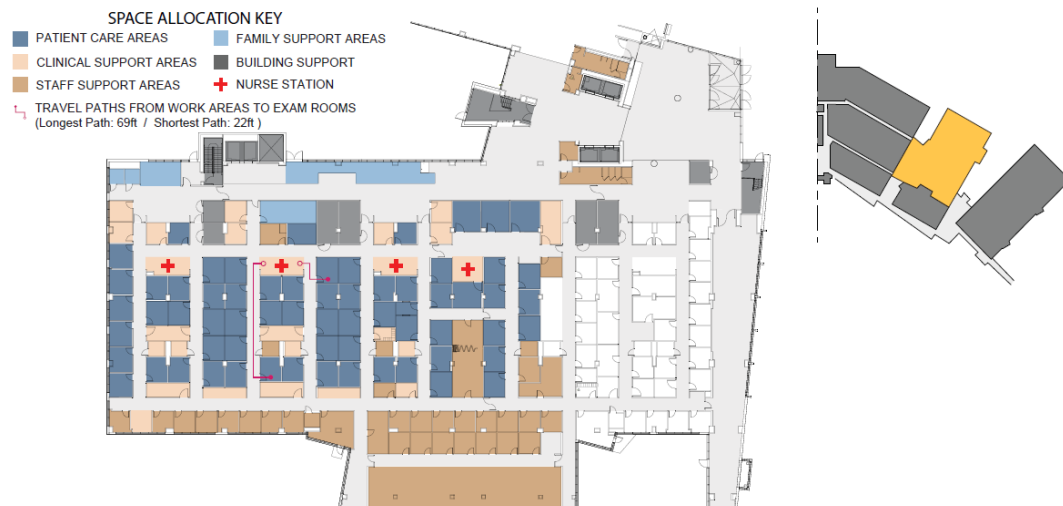 SPACE ALLOCATION KEY
PATIENT CARE AREAS
FAMILY SUPPORT AREAS
CLINICAL SUPPORT AREAS
BUILDING SUPPORT
STAFF SUPPORT AREAS
NURSE STATION
TRAVEL PATHS FROM WORK AREAS TO EXAM ROOMS
(Longest Path: 69ft / Shortest Path: 22ft )